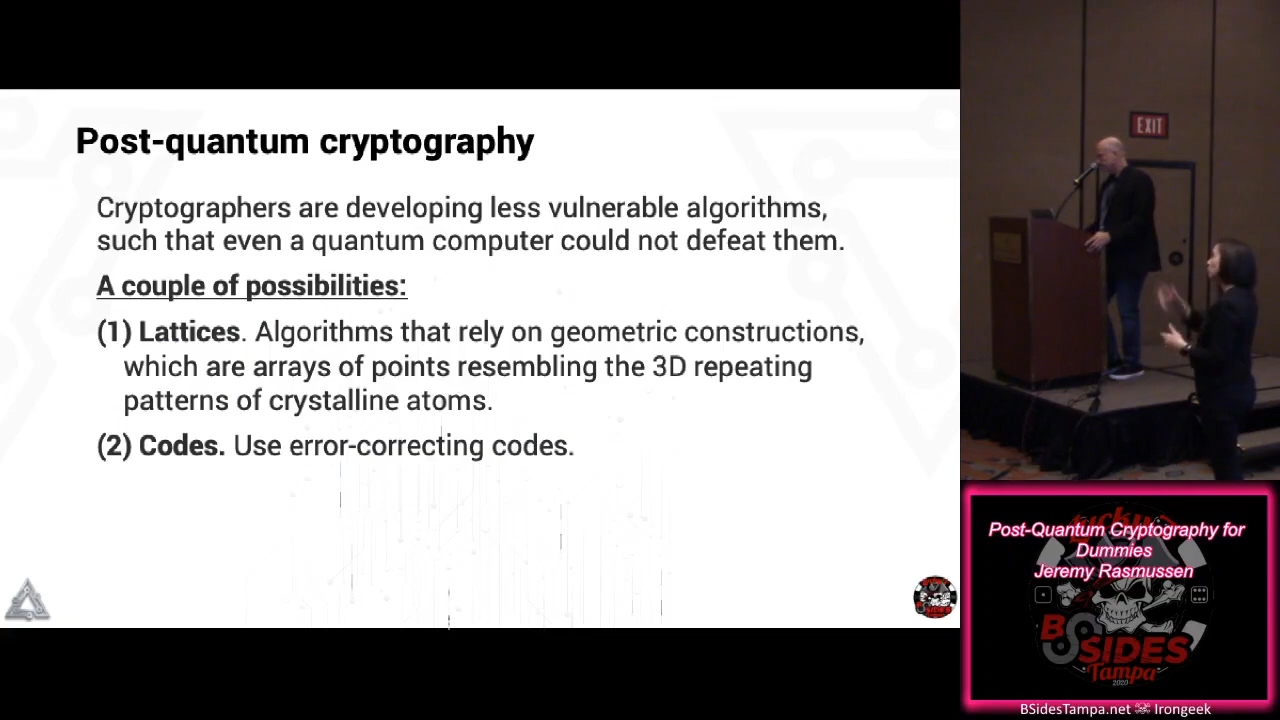 Post-quantum cryptography
Cryptographers are developing less vulnerable algorithms,
such that even a quantum computer could not defeat them.
A couple of possibilities:
(1) Lattices. Algorithms that rely on geometric constructions,
which are arrays of points resembling the 3D repeating
patterns of crystalline atoms.
(2) Codes. Use error-correcting codes.
EXIT
Post-Quantum Cryptography for
Dummies
Jeremy Rasmussen
BSIDES
Tampa
2020
BSidesTampa.net Irongeek